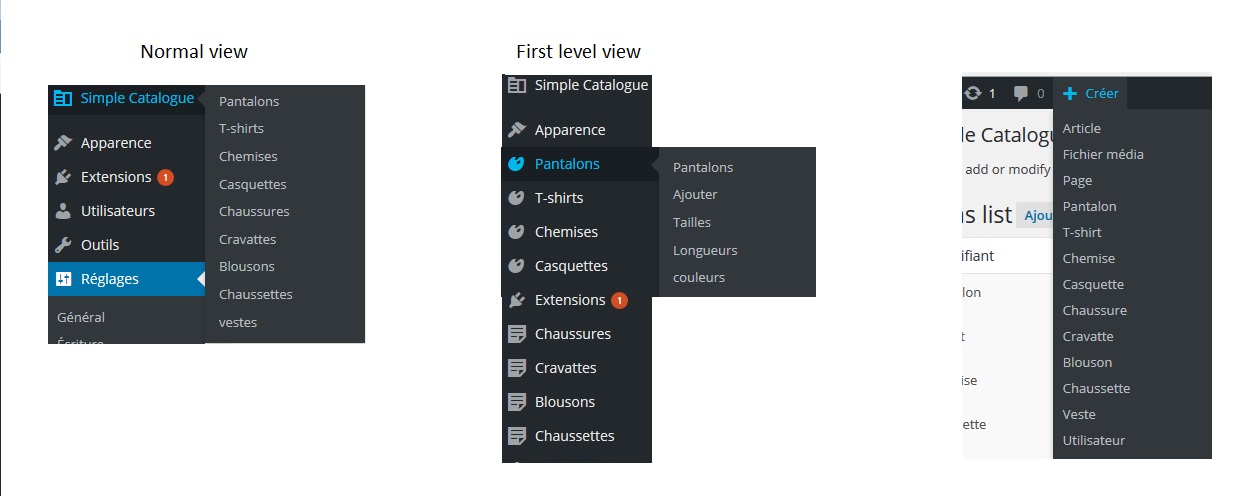 Normal view
Simple Catalogue
Pantalons
T-shirts
Chemises
Casquettes
Chaussures
Cravattes
Blousons
Chaussettes
vestes
Apparence
Extensions 1
Utilisateurs
Outils
Réglages
Général
Écriture
First level view
Simple Catalogue
Apparence
Pantalons
T-shirts
Chemises
Casquettes
Extensions 1
Chaussures
Cravattes
Blousons
Chaussettes
Pantalons
Ajouter
Tailles
Longueurs
couleurs
1 0 Créer
le Catalogu
add or modify
ns list Ajou
ifiant
lon
t
ise
ette
Article
Fichier média
Page
Pantalon
T-shirt
Chemise
Casquette
Chaussure
Cravatte
Blouson
Chaussette
Veste
Utilisateur